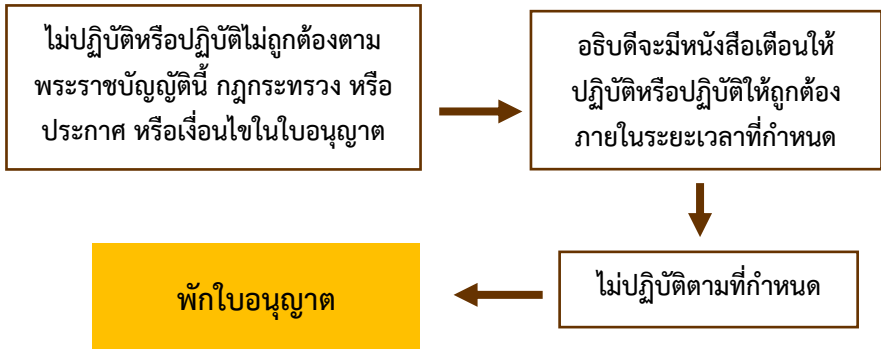 ไม่ปฏิบัติหรือปฏิบัติไม่ถูกต้องตาม
พระราชบัญญัตินี้ กฎกระทรวง หรือ
ประกาศ หรือเงื่อนไขในใบอนุญาต
อธิบดีจะมีหนังสือเตือนให้
ปฏิบัติหรือปฏิบัติให้ถูกต้อง
ภายในระยะเวลาที่กำหนด
ไม่ปฏิบัติตามที่กำหนด
พักใบอนุญาต